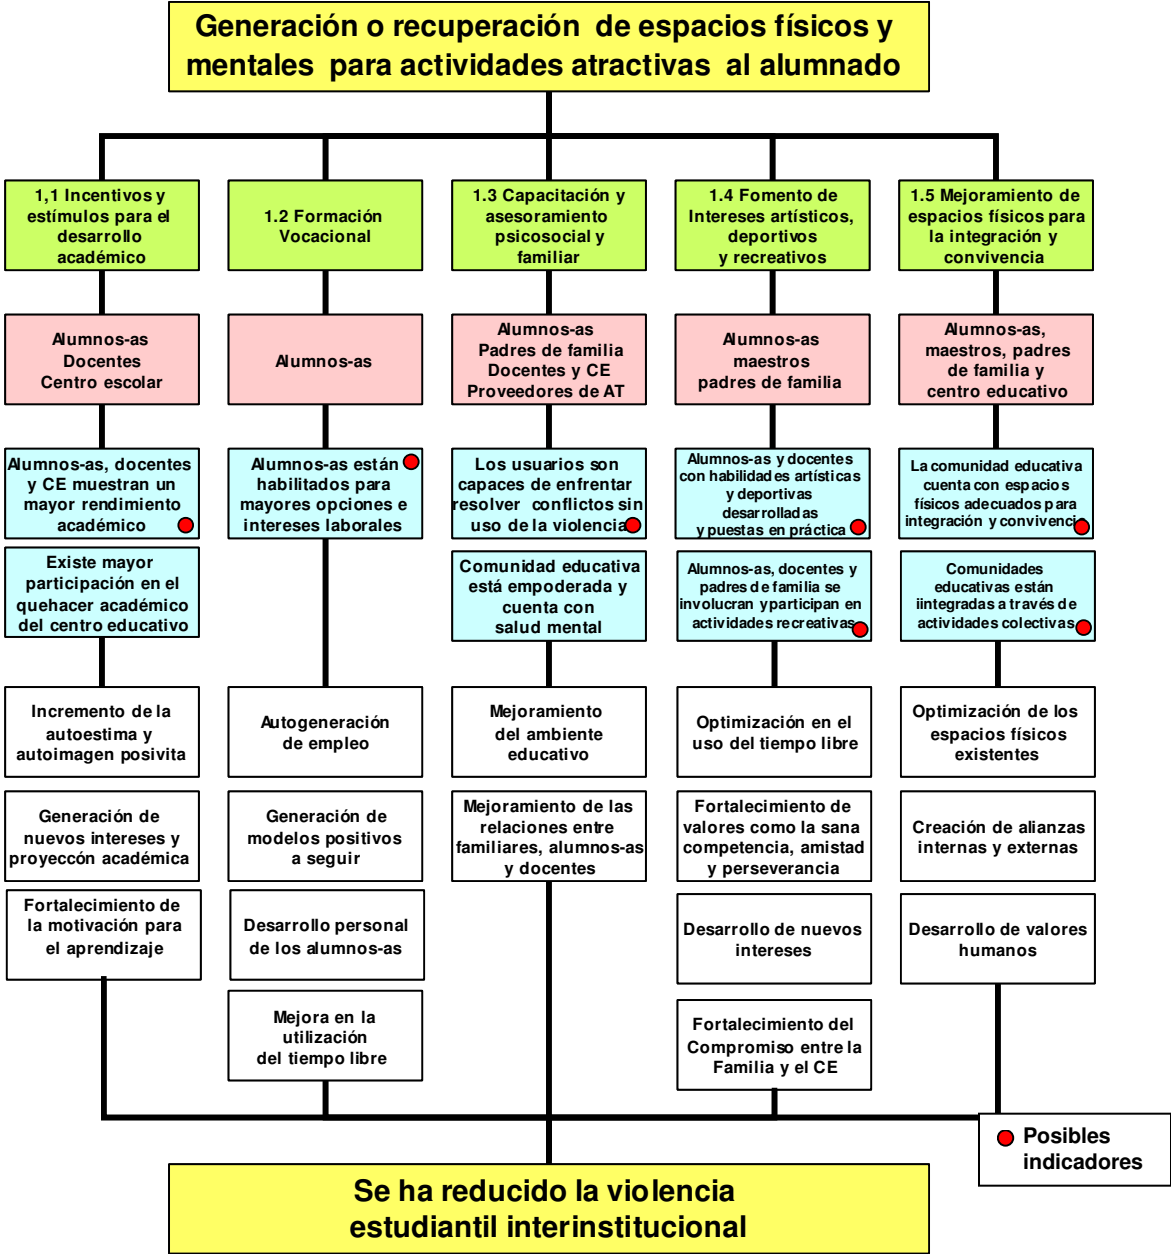 Generación o recuperación de espacios físicos y
mentales para actividades atractivas al alumnado
1,1 Incentivos y
estímulos para el
desarrollo
académico
1.2 Formación
Vocacional
1.3 Capacitación y
asesoramiento
psicosocial y
familiar
1.4 Fomento de
Intereses artísticos,
deportivos
y recreativos
1.5 Mejoramiento de
espacios físicos para
la integración y
convivencia
Alumnos-as
Docentes
Centro escolar
Alumnos-as
Alumnos-as
Padres de familia
Docentes y CE
Proveedores de AT
Alumnos-as
maestros
padres de familia
Alumnos-as,
maestros, padres
de familia y
centro educativo
Alumnos-as, docentes
y CE muestran un
mayor rendimiento
académico
Alumnos-as están
habilitados para
mayores opciones e
intereses laborales
Los usuarios son
capaces de enfrentar
resolver conflictos sin
uso de la violencia
Alumnos-as y docentes
con habilidades artísticas
y deportivas
desarrolladas
y puestas en práctica
La comunidad educativa
cuenta con espacios
físicos adecuados para
integración y convivencia
Existe mayor
participación en el
quehacer académico
del centro educativo
Comunidad educativa
está empoderada y
cuenta con
salud mental
Alumnos-as, docentes y
padres de familia se
involucran y participan en
actividades recreativas
Comunidades
educativas están
iintegradas a través de
actividades colectivas
Incremento de la
autoestima y
autoimagen posivita
Autogeneración
de empleo
Mejoramiento
del ambiente
educativo
Optimización en el
uso del tiempo libre
Optimización de los
espacios físicos
existentes
Generación de
nuevos intereses y
proyeccón académica
Generación de
modelos positivos
a seguir
Mejoramiento de las
relaciones entre
familiares, alumnos-as
y docentes
Fortalecimiento de
valores como la sana
competencia, amistad
y perseverancia
Creación de alianzas
internas y externas
Fortalecimiento de
la motivación para
el aprendizaje
Desarrollo personal
de los alumnos-as
Desarrollo de nuevos
intereses
Desarrollo de valores
humanos
Mejora en la
utilización
del tiempo libre
Fortalecimiento del
Compromiso entre la
Familia y el CE
Posibles
indicadores
Se ha reducido la violencia
estudiantil interinstitucional